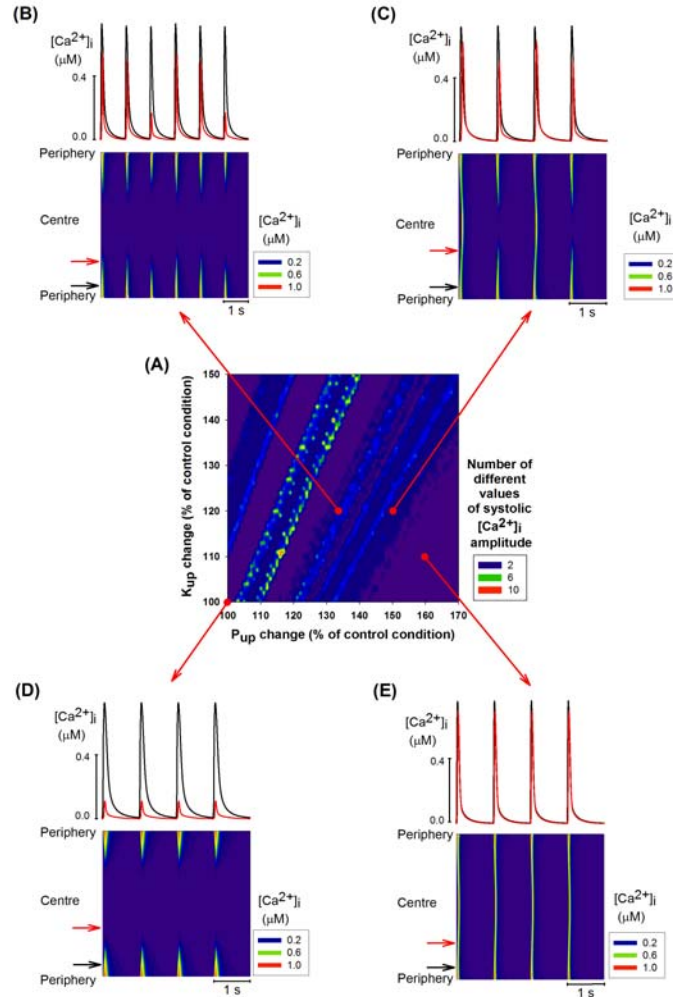 (B)
[Ca2+]i
(μM)
0.4
0.0
Periphery
Centre
Periphery
[Ca2+]i
(μM)
0.2
0.6
1.0
1 s
(C)
[Ca2+]i
(μM)
0.4
0.0
Periphery
Centre
Periphery
[Ca2+]i
(μM)
0.2
0.6
1.0
1 s
(A)
Kup change (% of control condition)
150
140
130
120
110
100
100 110 120 130 140 150 160 170
Pup change (% of control condition)
Number of
different
values
of systolic
[Ca2+]i
amplitude
2
6
10
(D)
[Ca2+]i
(μM)
0.4
0.0
Periphery
Centre
Periphery
[Ca2+]i
(μM)
0.2
0.6
1.0
1 s
(E)
[Ca2+]i
(μM)
0.4
0.0
Periphery
Centre
Periphery
[Ca2+]i
(μM)
0.2
0.6
1.0
1 s